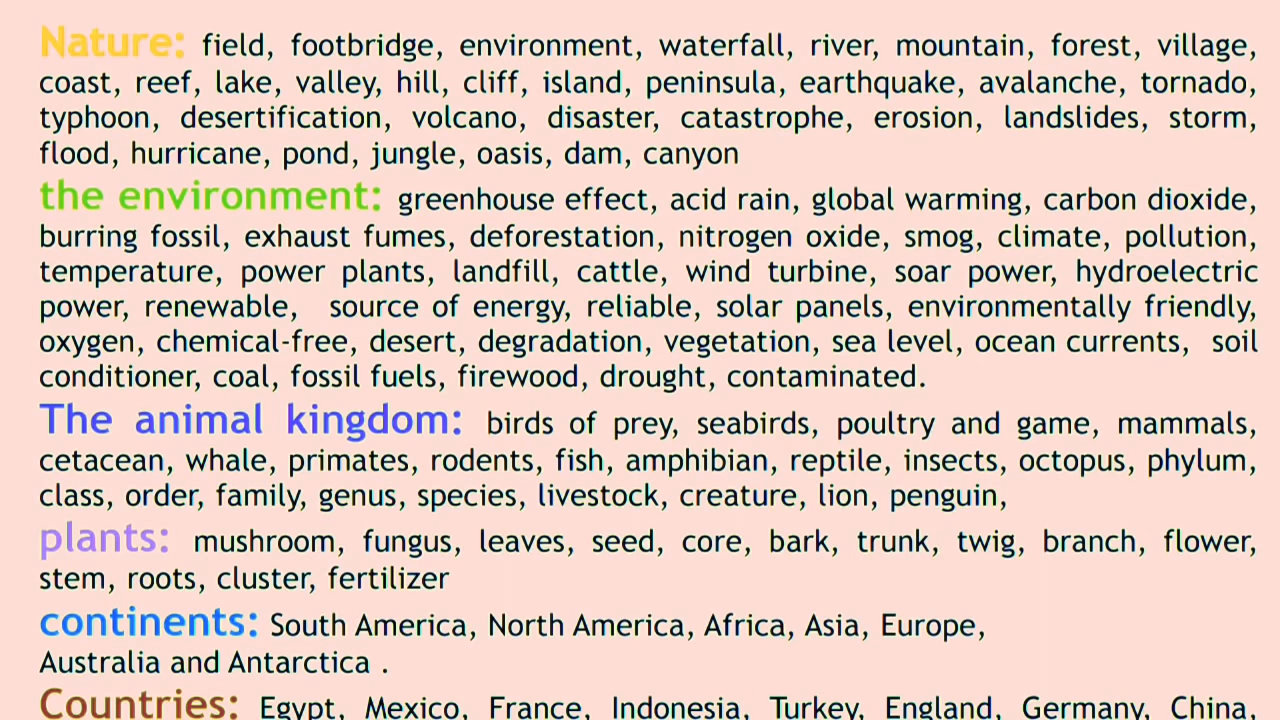 Nature: field, footbridge, environment, waterfall, river, mountain, forest, village,
coast, reef, lake, valley, hill, cliff, island, peninsula, earthquake, avalanche, tornado,
typhoon, desertification, volcano, disaster, catastrophe, erosion, landslides, storm,
flood, hurricane, pond, jungle, oasis, dam, canyon
the environment: greenhouse effect, acid rain, global warming, carbon dioxide,
burring fossil, exhaust fumes, deforestation, nitrogen oxide, smog, climate, pollution,
temperature, power plants, landfill, cattle, wind turbine, soar power, hydroelectric
power, renewable, source of energy, reliable, solar panels, environmentally friendly,
oxygen, chemical-free, desert, degradation, vegetation, sea level, ocean currents, soil
conditioner, coal, fossil fuels, firewood, drought, contaminated.
The animal kingdom: birds of prey, seabirds, poultry and game, mammals,
cetacean, whale, primates, rodents, fish, amphibian, reptile, insects, octopus, phylum,
class, order, family, genus, species, livestock, creature, lion, penguin,
plants: mushroom, fungus, leaves, seed, core, bark, trunk, twig, branch, flower,
stem, roots, cluster, fertilizer
continents: South America, North America, Africa, Asia, Europe,
Australia and Antarctica .
Countries: Egypt, Mexico, France, Indonesia, Turkey, England, Germany, China,